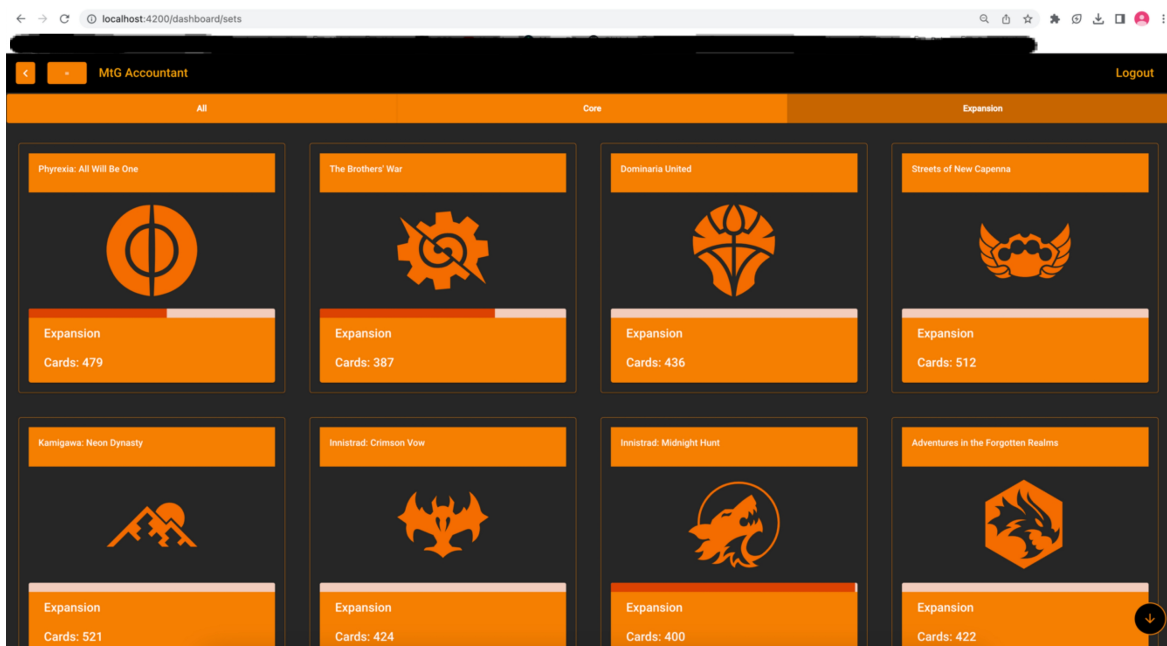 localhost:4200/dashboard/sets
MtG Accountant
Logout
All
Core
Expansion
Phyrexia: All Will Be One
The Brothers' War
Dominaria United
Streets of New Capenna
Expansion
Expansion
Expansion
Expansion
Cards: 479
Cards: 387
Cards: 436
Cards: 512
Kamigawa: Neon Dynasty
Innistrad: Crimson Vow
Innistrad: Midnight Hunt
Adventures in the Forgotten Realms
Expansion
Expansion
Expansion
Expansion
Cards: 521
Cards: 424
Cards: 400
Cards: 422